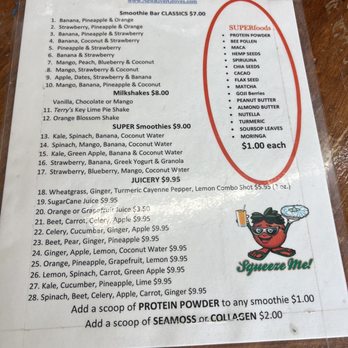 Smoothie Bar CLASSICS $7.00
1. Banana, Pineapple & Orange
2. Strawberry, Pineapple & Orange
3. Banana & Strawberry
4. Banana, Coconut & Strawberry
5. Pineapple & Strawberry
6. Banana & Strawberry
7. Mango, Peach, Blueberry & Coconut
8. Mango, Strawberry & Coconut
9. Apple, Dates, Strawberry & Banana
10. Mango, Banana, Pineapple & Coconut
Milkshakes $8.00
Vanilla, Chocolate or Mango
11. Terry's Key Lime Pie Shake
12. Orange Blossom Shake
SUPER Smoothies $9.00
13. Kale, Spinach, Banana, Coconut Water
14. Spinach, Mango, Banana, Coconut Water
15. Kale, Green Apple, Banana & Coconut Water
16. Strawberry, Banana, Greek Yogurt & Granola
17. Strawberry, Blueberry, Mango, Coconut Water
JUICERY $9.95
18. Wheatgrass, Ginger, Turmeric Cayenne Pepper, Lemon Combo Shot $5.95
19. SugarCane Juice $9.95
20. Orange or Grapefruit Juice
21. Beet, Carrot, Celery, Apple $9.95
22. Celery, Cucumber, Ginger, Apple $9.95
23. Beet, Pear, Ginger, Pineapple $9.95
24. Ginger, Apple, Lemon, Coconut Water $9.95
25. Orange, Pineapple, Grapefruit, Lemon $9.95
26. Lemon, Spinach, Carrot, Green Apple $9.95
27. Kale, Cucumber, Pineapple, Lime $9.95
28. Spinach, Beet, Celery, Apple, Carrot, Ginger $9.95
Add a scoop of PROTEIN POWDER to any smoothie $1.00
Add a scoop of SEAMOSS or COLLAGEN $2.00
SUPERfoods
• PROTEIN POWDER
• BEE POLLEN
• MACA
• HEMP SEEDS
• SPIRULINA
• CHIA SEEDS
• CACAO
• FLAX SEED
• MATCHA
• GOJI Berries
• PEANUT BUTTER
• ALMOND BUTTER
• NUTELLA
• TURMERIC
• SOURSOP LEAVES
• MORINGA
$1.00 each
Squeeze Me!